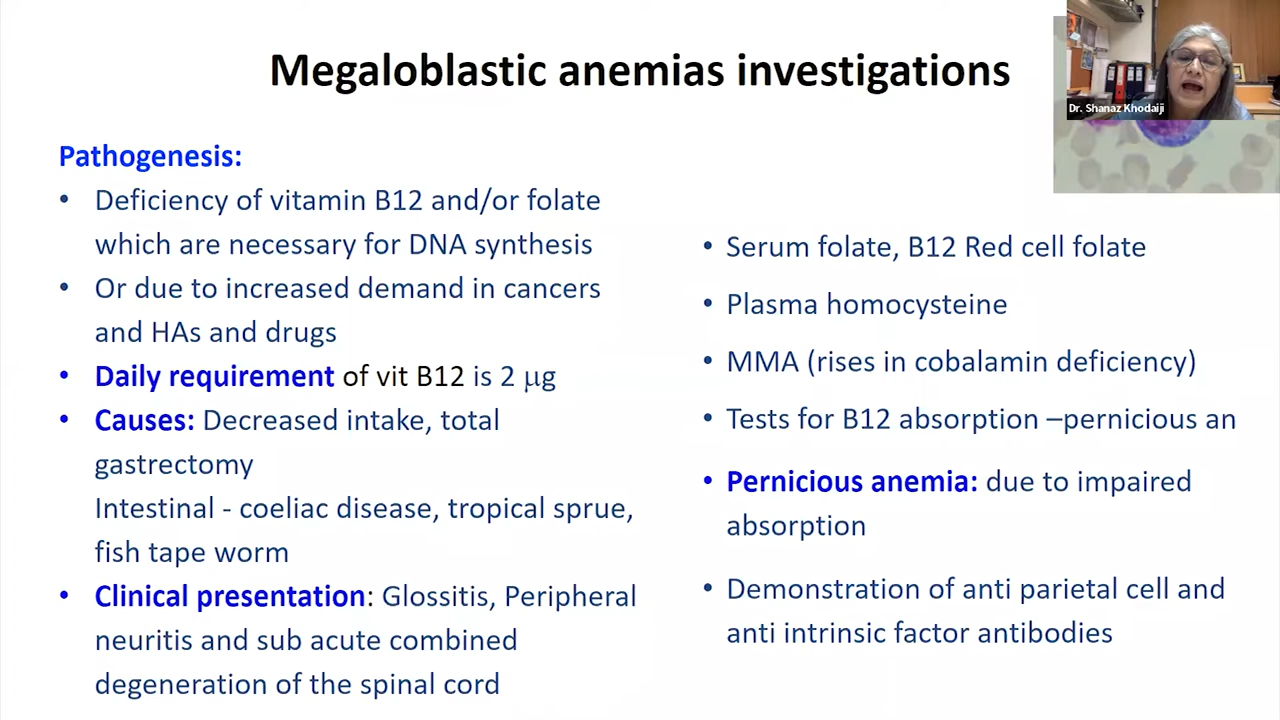 Megaloblastic anemias investigations
Dr. Shanaz Khodaiji
Pathogenesis:
• Deficiency of vitamin B12 and/or folate
which are necessary for DNA synthesis
• Or due to increased demand in cancers
and HAs and drugs
• Daily requirement of vit B12 is 2 μg
• Causes: Decreased intake, total
gastrectomy
Intestinal - coeliac disease, tropical sprue,
fish tape worm
• Clinical presentation: Glossitis, Peripheral
neuritis and sub acute combined
degeneration of the spinal cord
• Serum folate, B12 Red cell folate
• Plasma homocysteine
• MMA (rises in cobalamin deficiency)
• Tests for B12 absorption –pernicious an
• Pernicious anemia: due to impaired
absorption
• Demonstration of anti parietal cell and
anti intrinsic factor antibodies